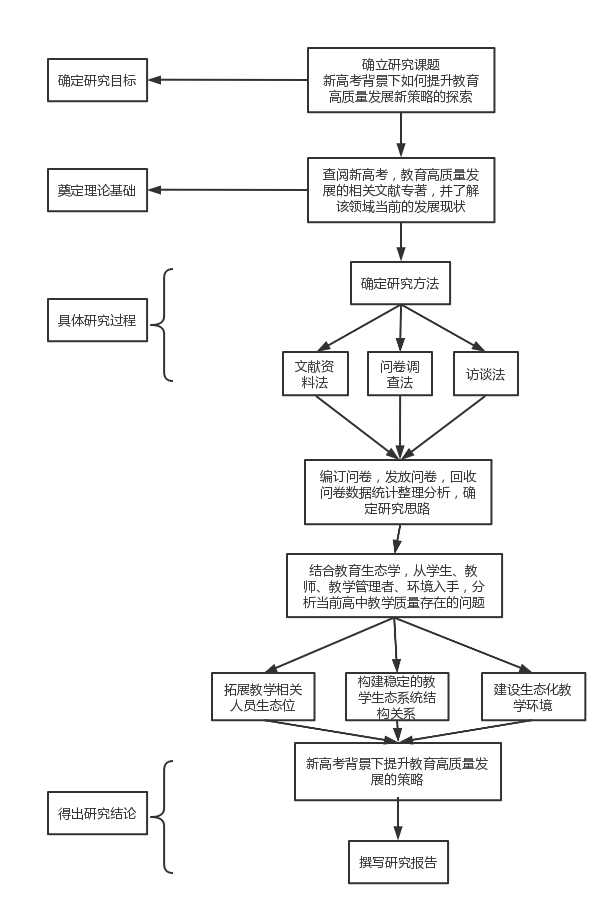 确立研究课题
新高考背景下如何提升教育
高质量发展新策略的探索
确定研究目标
查阅新高考，教育高质量发
展的相关文献专著，并了解
该领域当前的发展现状
奠定理论基础
确定研究方法
具体研究过程
文献资
料法
问卷调
查法
访谈法
编订问卷，发放问卷，回收
问卷数据统计整理分析，确
定研究思路
结合教育生态学，从学生、教
师、教学管理者、环境入手，分
析当前高中教学质量存在的问题
拓展教学相关
人员生态位
构建稳定的教
学生态系统结
构关系
建设生态化教
学环境
新高考背景下提升教育高质量发
展的策略
得出研究结论
撰写研究报告